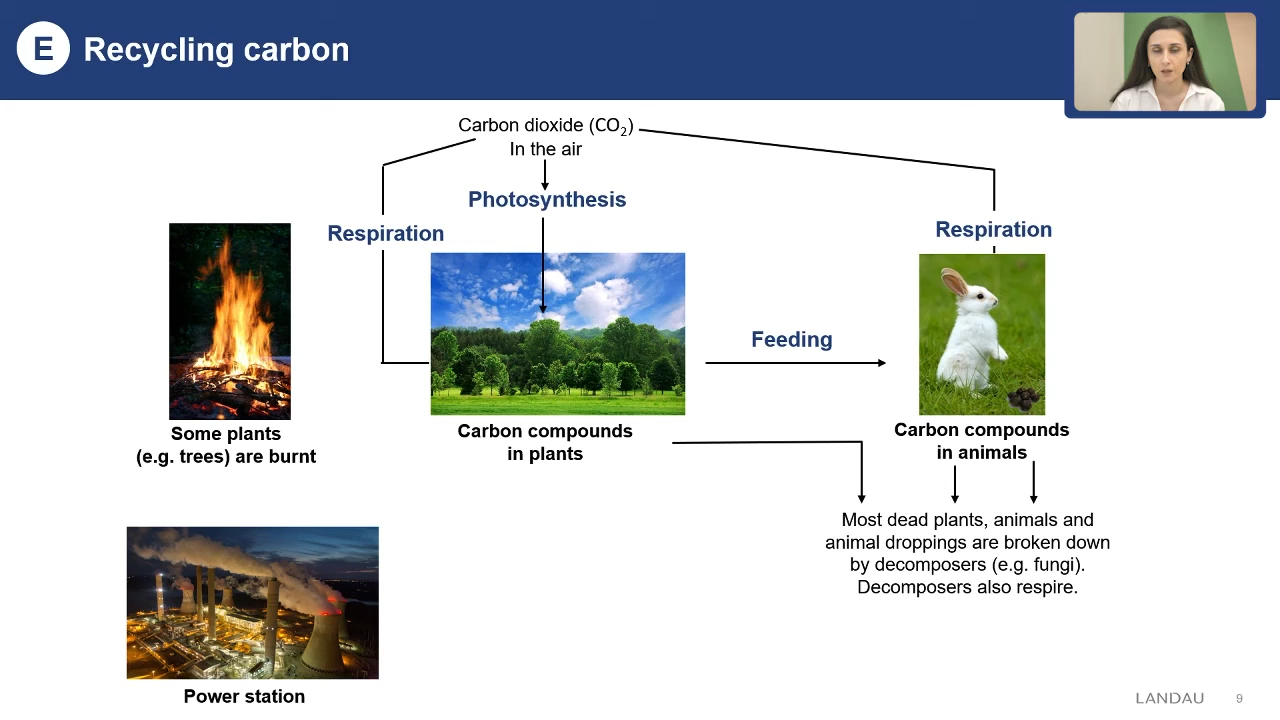 E Recycling carbon
Carbon dioxide (CO₂)
In the air
Photosynthesis
Respiration
Respiration
Feeding
Some plants
(e.g. trees) are burnt
Carbon compounds
in plants
Carbon compounds
in animals
Most dead plants, animals and
animal droppings are broken down
by decomposers (e.g. fungi).
Decomposers also respire.
Power station
LANDAU 9